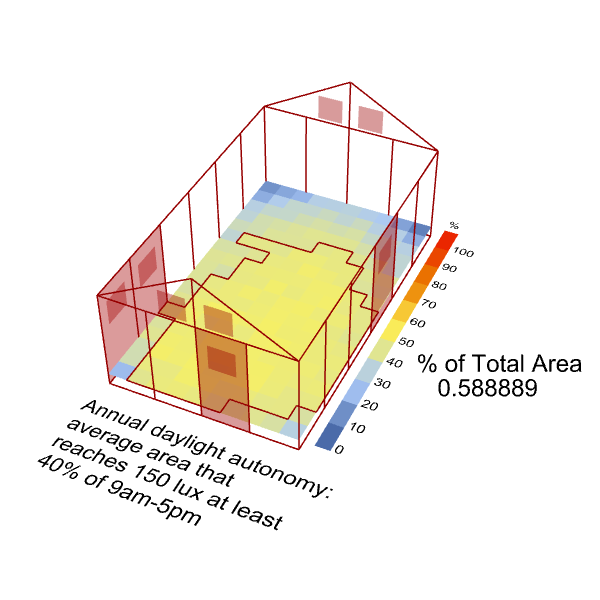 %
100
90
80
70
60
50
40
30
20
10
0
% of Total Area
0.588889
Annual daylight autonomy:
average area that
reaches 150 lux at least
40% of 9am-5pm